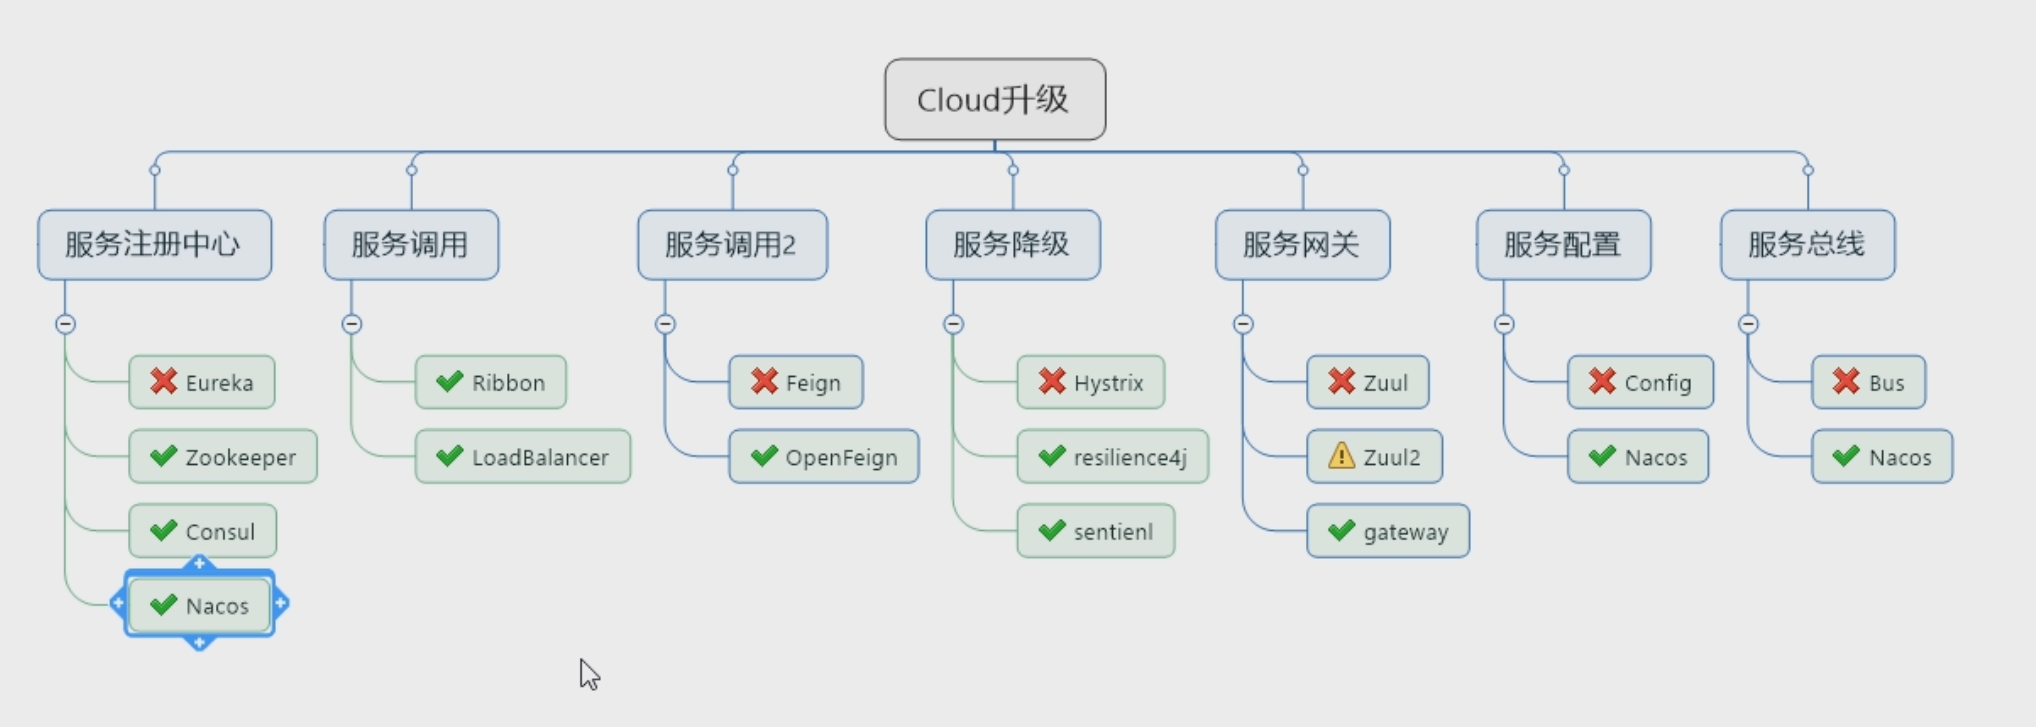 Cloud升级
服务注册中心
Eureka
Zookeeper
Consul
Nacos
服务调用
Ribbon
LoadBalancer
服务调用2
Feign
OpenFeign
服务降级
Hystrix
resilience4j
sentienl
服务网关
Zuul
Zuul2
gateway
服务配置
Config
Nacos
服务总线
Bus
Nacos